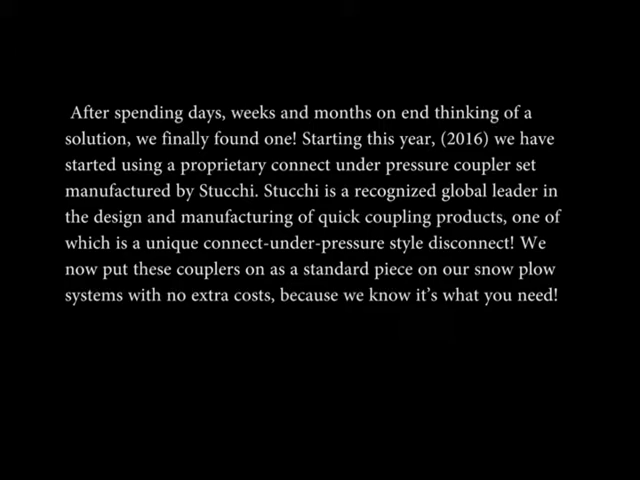 After spending days, weeks and months on end thinking of a
solution, we finally found one! Starting this year, (2016) we have
started using a proprietary connect under pressure coupler set
manufactured by Stucchi. Stucchi is a recognized global leader in
the design and manufacturing of quick coupling products, one of
which is a unique connect-under-pressure style disconnect! We
now put these couplers on as a standard piece on our snow plow
systems with no extra costs, because we know it’s what you need!